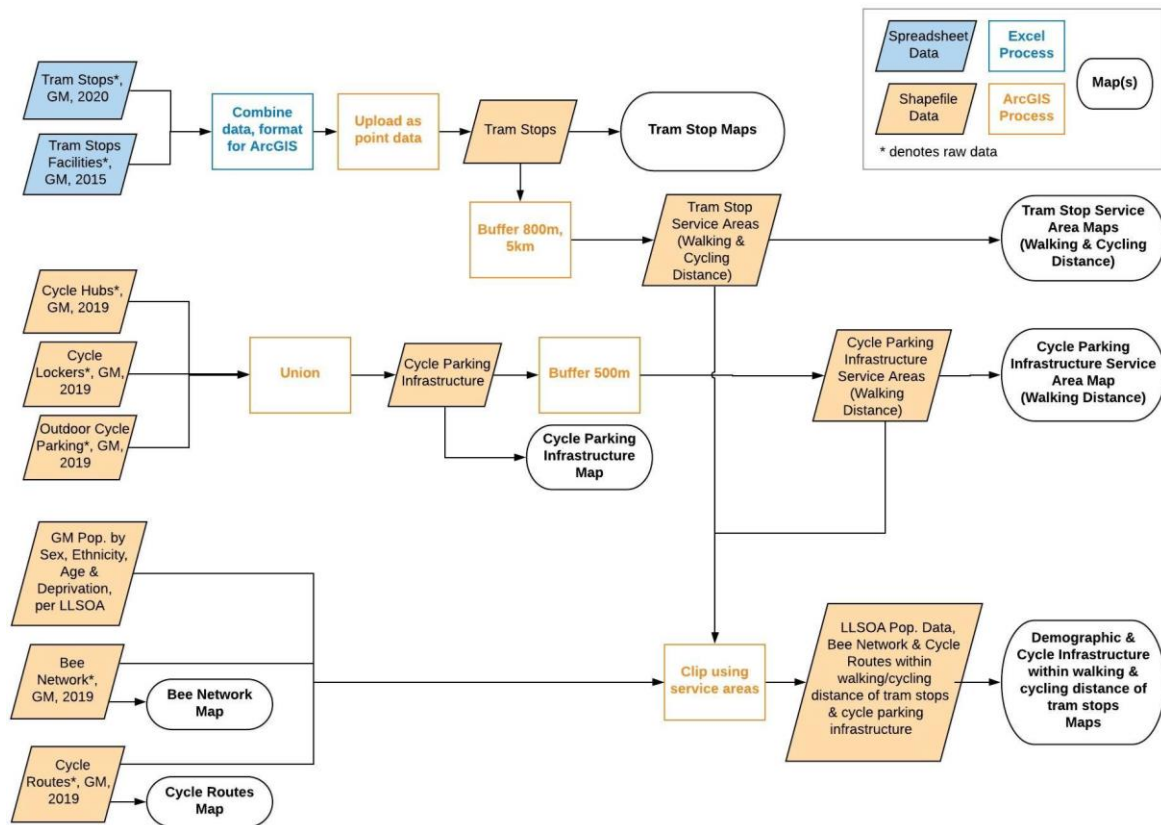 Spreadsheet
Data
Excel
Process
Shapefile
Data
ArcGIS
Process
Map(s)
* denotes raw data
Tram Stops*,
GM, 2020
Tram Stops
Facilities*,
GM, 2015
Combine
data, format
for ArcGIS
Upload as
point data
Tram Stops
Tram Stop Maps
Buffer 800m,
5km
Tram Stop
Service Areas
(Walking &
Cycling
Distance)
Tram Stop Service
Area Maps
(Walking & Cycling
Distance)
Cycle Hubs*,
GM, 2019
Cycle
Lockers*, GM,
2019
Outdoor Cycle
Parking*, GM,
2019
Union
Cycle Parking
Infrastructure
Buffer 500m
Cycle Parking
Infrastructure
Service Areas
(Walking
Distance)
Cycle Parking
Infrastructure Service
Area Map
(Walking Distance)
Cycle Parking
Infrastructure
Map
GM Pop. by
Sex, Ethnicity,
Age &
Deprivation,
per LLSOA
Bee
Network*,
GM, 2019
Bee Network
Map
Cycle
Routes*, GM,
2019
Cycle Routes
Map
Clip using
service areas
LLSOA Pop. Data,
Bee Network & Cycle
Routes within
walking/cycling
distance of tram stops
& cycle parking
infrastructure
Demographic &
Cycle Infrastructure
within walking &
cycling distance of
tram stops
Maps